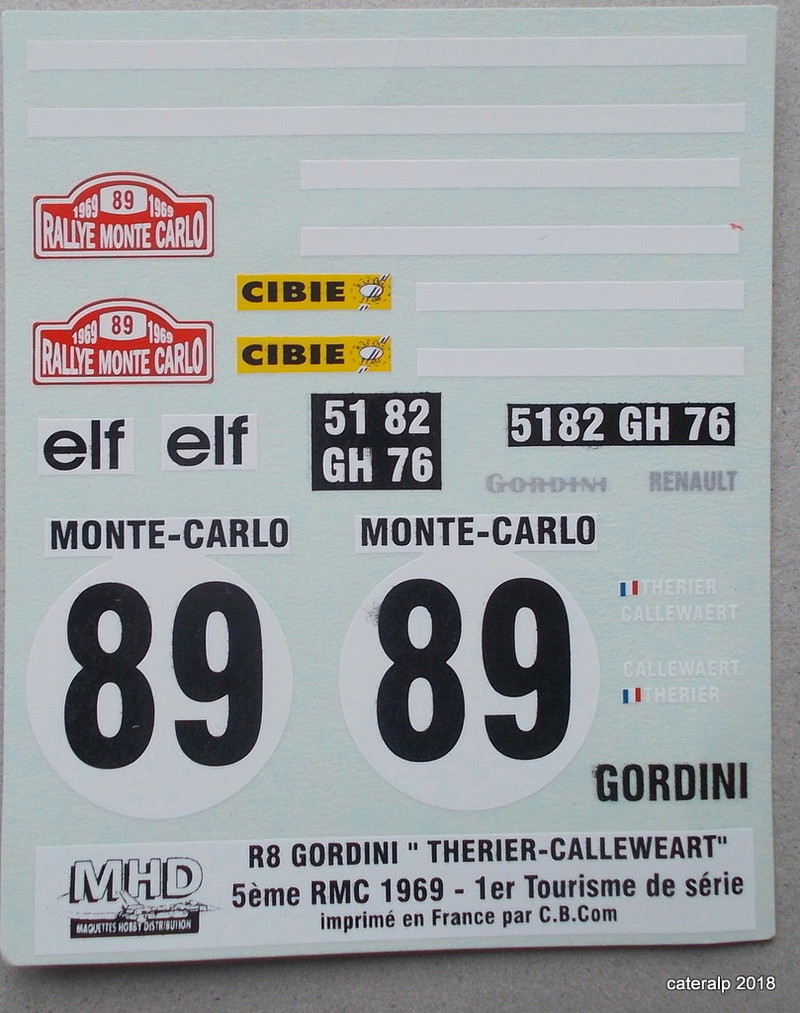 1969 89 1969
RALLYE MONTE CARLO
CIBIE
1969 89 1969
RALLYE MONTE CARLO
CIBIE
elf elf
51 82
GH 76
5182 GH 76
GORDINI RENAULT
MONTE-CARLO MONTE-CARLO
89 89
THERIER
CALLEWAERT
CALLEWAERT
THERIER
GORDINI
MHD
MAQUETTES HOBBY DISTRIBUTION
R8 GORDINI " THERIER-CALLEWEART"
5ème RMC 1969 - 1er Tourisme de série
imprimé en France par C.B.Com
cateralp 2018